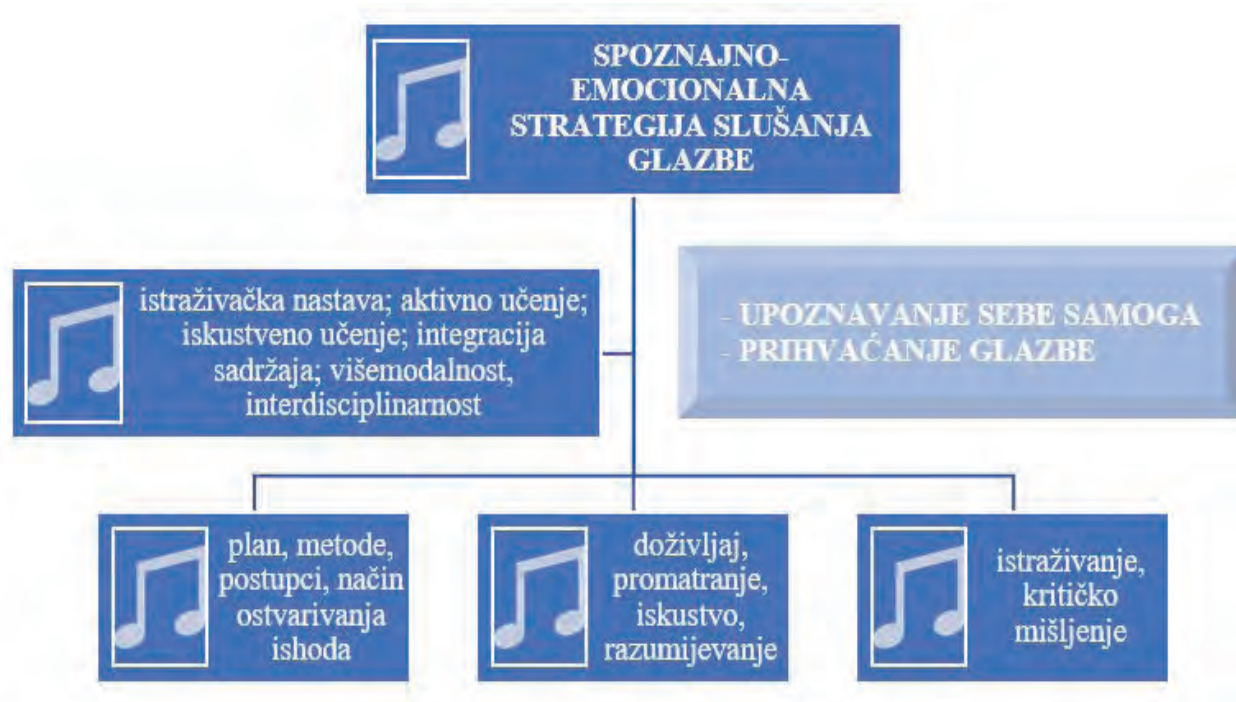 SPOZNAJNO-
EMOCIONALNA
STRATEGIJA SLUŠANJA
GLAZBE
istraživačka nastava; aktivno učenje;
iskustveno učenje; integracija
sadržaja; višemodalnost,
interdisciplinarnost
- UPOZNAVANJE SEBE SAMOGA
- PRIHVAĆANJE GLAZBE
plan, metode,
postupci, način
ostvarivanja
ishoda
doživljaj,
promatranje,
iskustvo,
razumijevanje
istraživanje,
kritičko
mišljenje